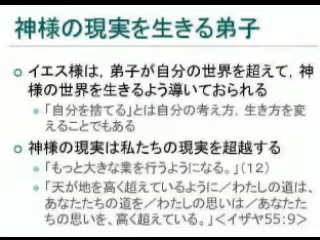 神様の現実を生きる弟子
イエス様は，弟子が自分の世界を超えて，神
様の世界を生きるよう導いておられる
「自分を捨てる」とは自分の考え方，生き方を変
えることでもある
神様の現実は私たちの現実を超越する
「もっと大きな業を行うようになる。」（12）
「天が地を高く超えているように／わたしの道は、
あなたたちの道を／わたしの思いは／あなたた
ちの思いを、高く超えている。」＜イザヤ55:9＞